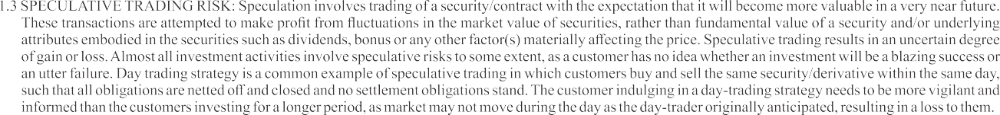 1.3 SPECULATIVE TRADING RISK: Speculation involves trading of a security/contract with the expectation that it will become more valuable in a very near future.
These transactions are attempted to make profit from fluctuations in the market value of securities, rather than fundamental value of a security and/or underlying
attributes embodied in the securities such as dividends, bonus or any other factor(s) materially affecting the price. Speculative trading results in an uncertain degree
of gain or loss. Almost all investment activities involve speculative risks to some extent, as a customer has no idea whether an investment will be a blazing success or
an utter failure. Day trading strategy is a common example of speculative trading in which customers buy and sell the same security/derivative within the same day,
such that all obligations are netted off and closed and no settlement obligations stand. The customer indulging in a day-trading strategy needs to be more vigilant and
informed than the customers investing for a longer period, as market may not move during the day as the day-trader originally anticipated, resulting in a loss to them.